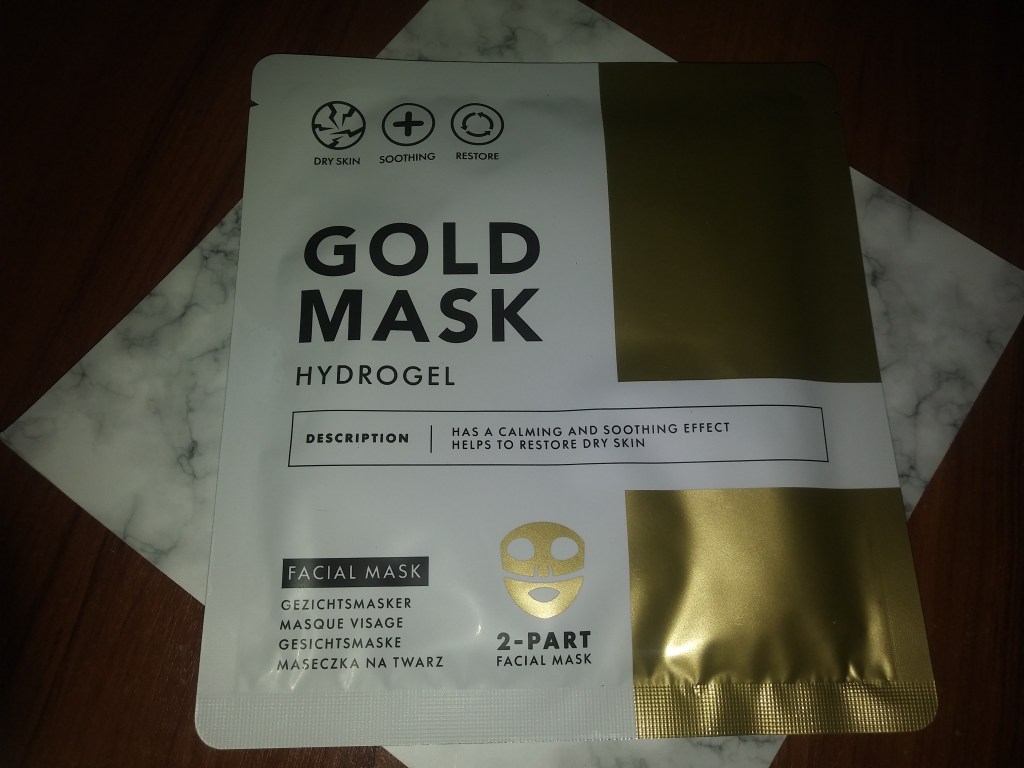 DRY SKIN SOOTHING RESTORE
GOLD
MASK
HYDROGEL
DESCRIPTION
HAS A CALMING AND SOOTHING EFFECT
HELPS TO RESTORE DRY SKIN
FACIAL MASK
GEZICHTSMASKER
MASQUE VISAGE
GESICHTSMASKE
MASECZKA NA TWARZ
2-PART
FACIAL MASK